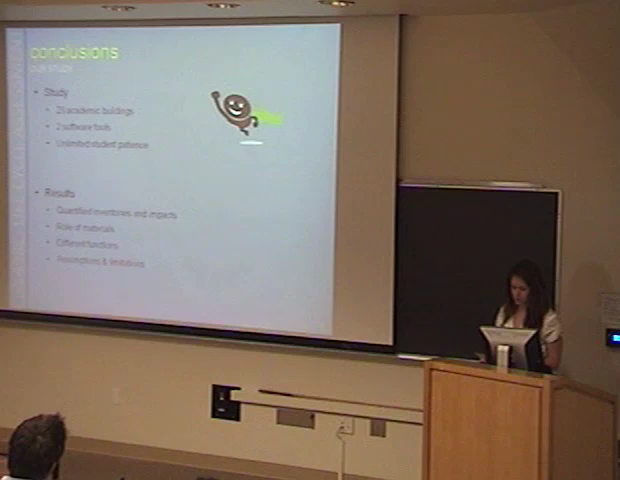 conclusions
OUR STUDY
• Study
• academic buildings
• 2 software tools
• Unlimited student patience
• Results
• Quantified inventories and impacts
• Role of materials
• Different functions
• Assumptions & limitations